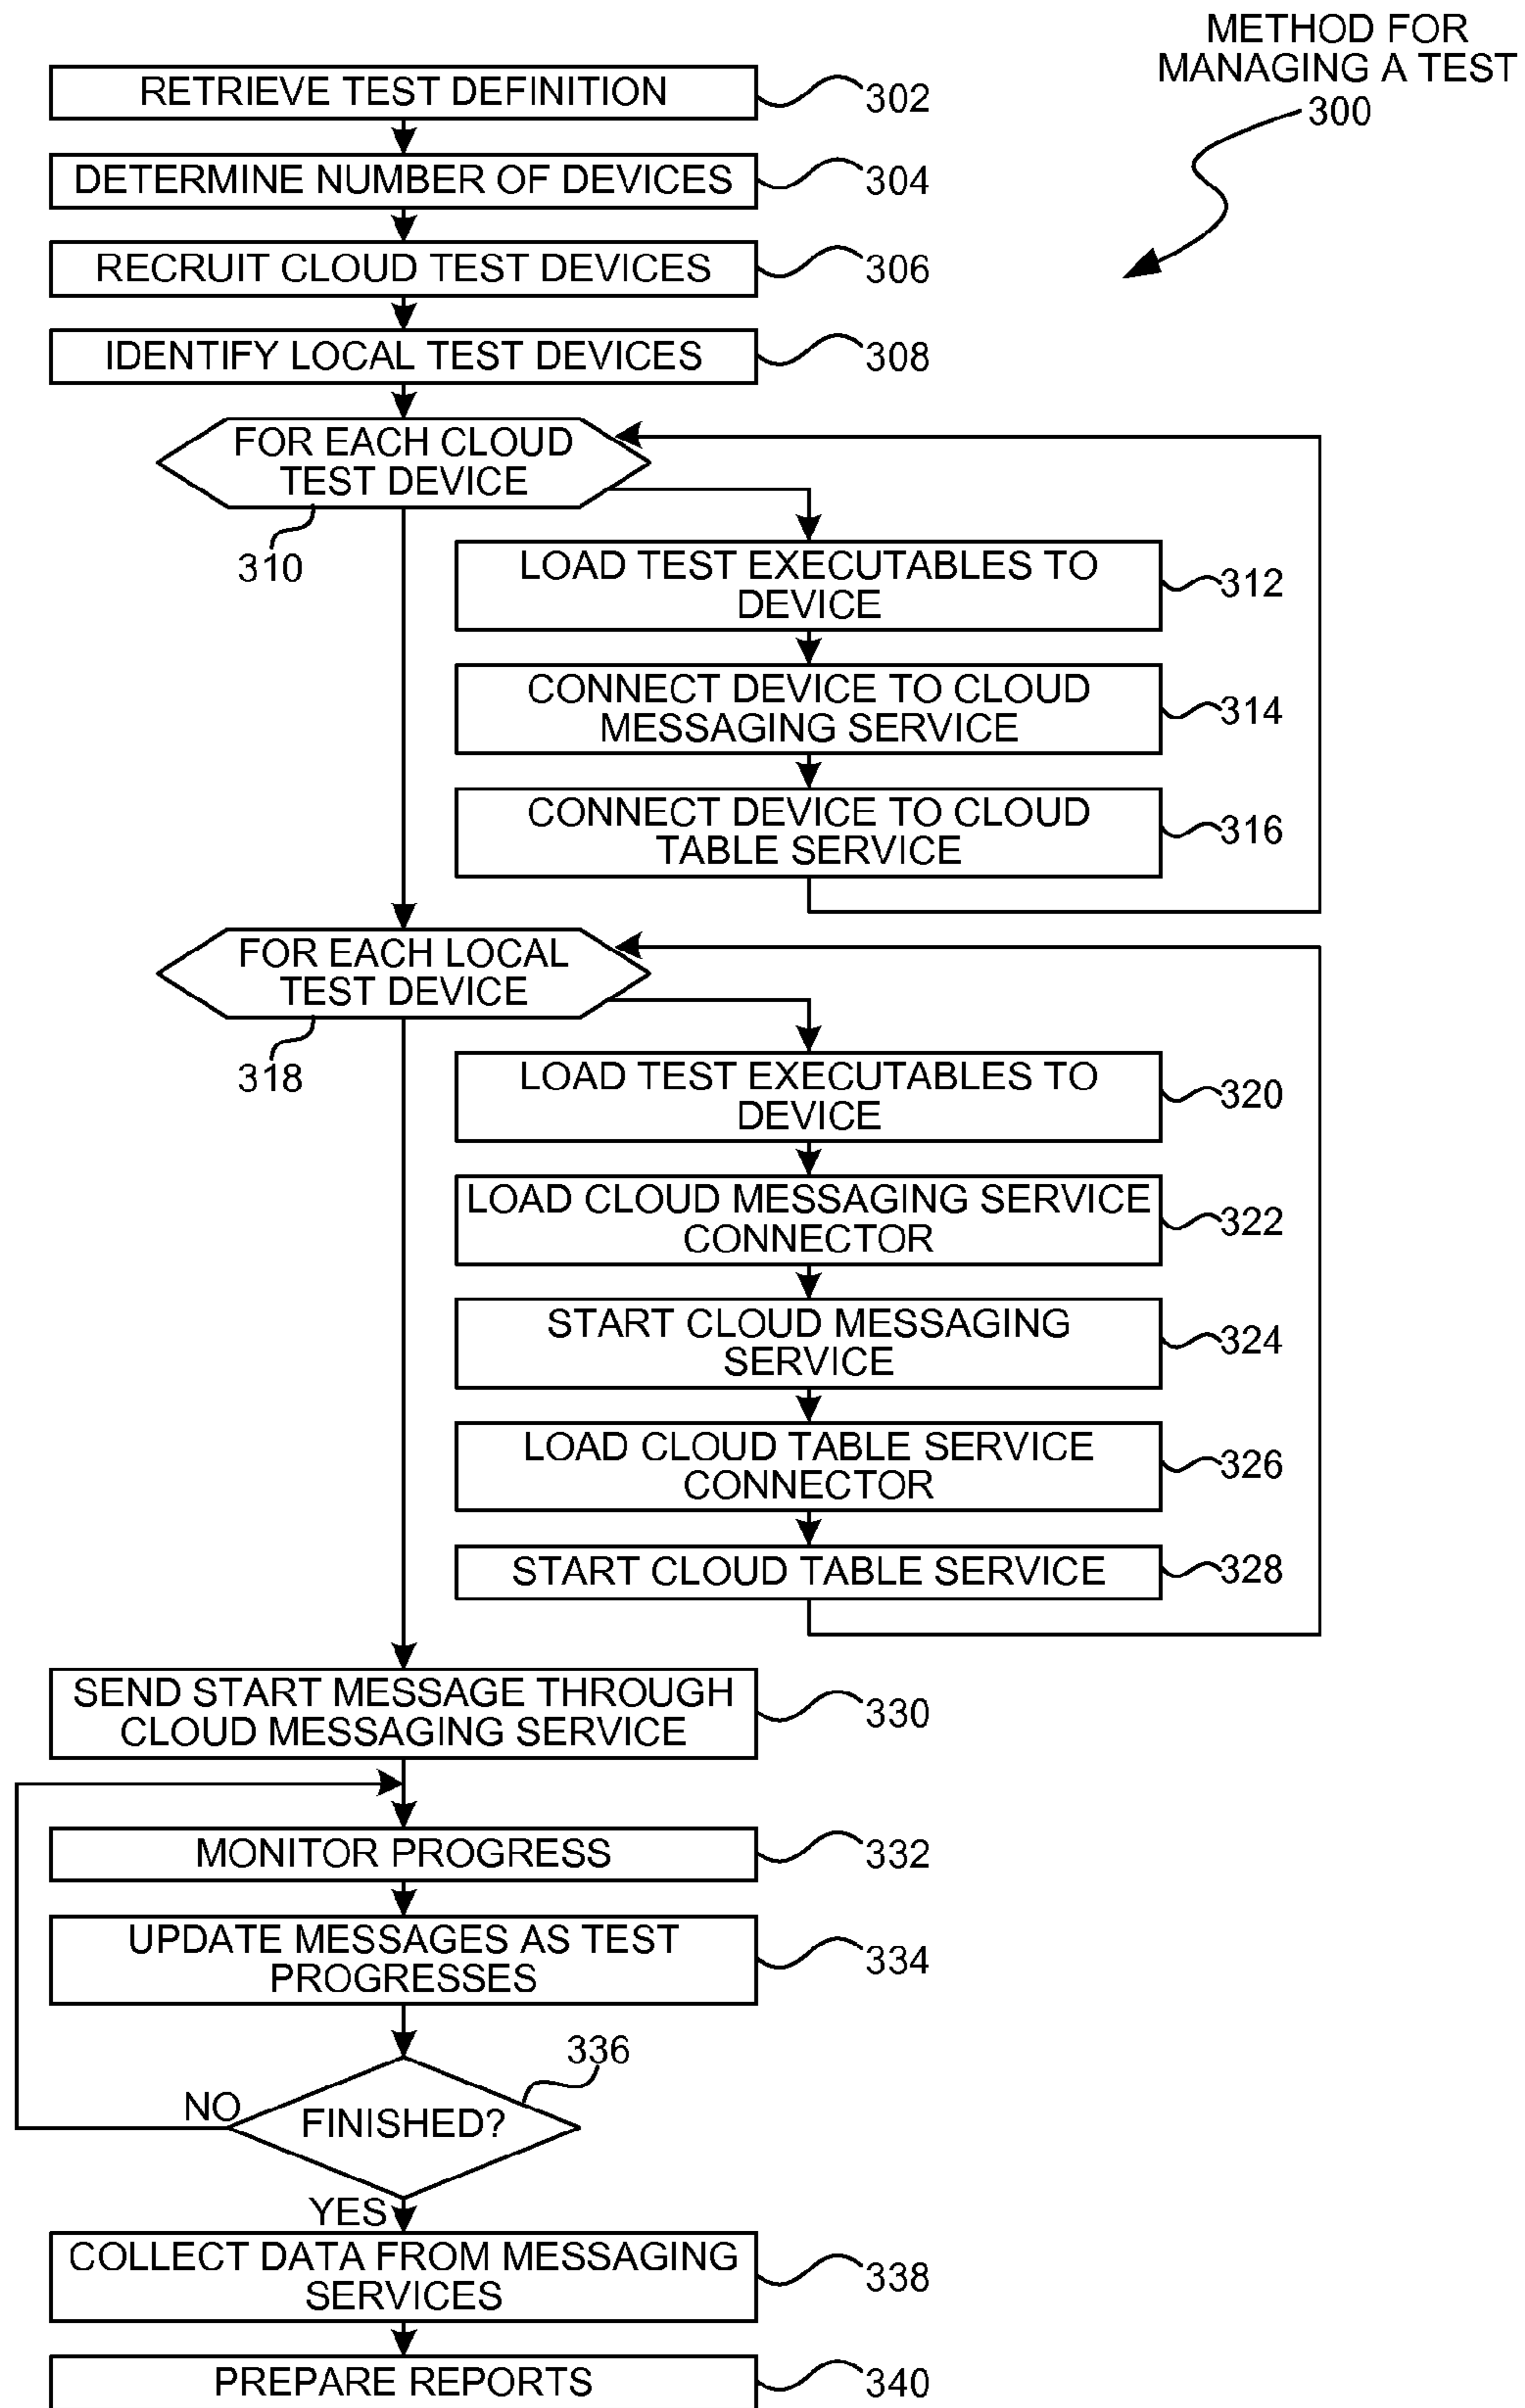 METHOD FOR
MANAGING A TEST
300
RETRIEVE TEST DEFINITION
302
DETERMINE NUMBER OF DEVICES
304
RECRUIT CLOUD TEST DEVICES
306
IDENTIFY LOCAL TEST DEVICES
308
FOR EACH CLOUD
TEST DEVICE
310
LOAD TEST EXECUTABLES TO
DEVICE
312
CONNECT DEVICE TO CLOUD
MESSAGING SERVICE
314
CONNECT DEVICE TO CLOUD
TABLE SERVICE
316
FOR EACH LOCAL
TEST DEVICE
318
LOAD TEST EXECUTABLES TO
DEVICE
320
LOAD CLOUD MESSAGING SERVICE
CONNECTOR
322
START CLOUD MESSAGING
SERVICE
324
LOAD CLOUD TABLE SERVICE
CONNECTOR
326
START CLOUD TABLE SERVICE
328
SEND START MESSAGE THROUGH
CLOUD MESSAGING SERVICE
330
MONITOR PROGRESS
332
UPDATE MESSAGES AS TEST
PROGRESSES
334
336
NO
FINISHED?
YES
COLLECT DATA FROM MESSAGING
SERVICES
338
PREPARE REPORTS
340